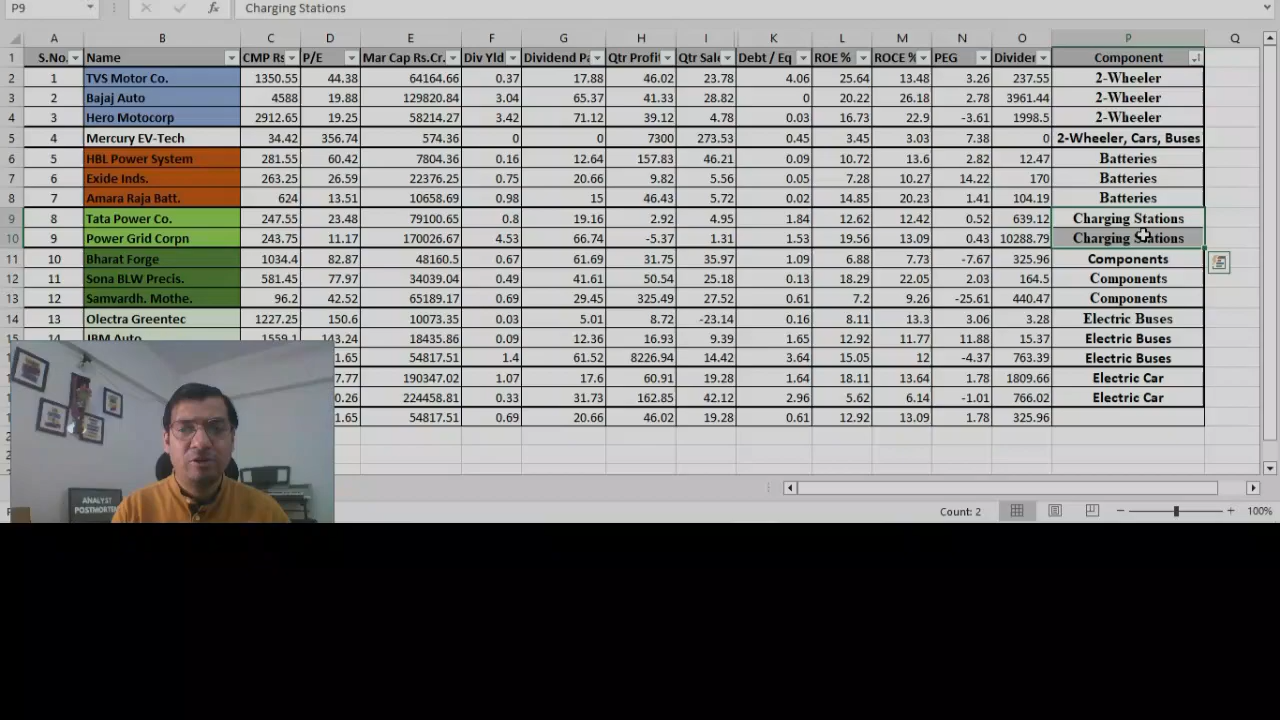 P9 fx Charging Stations
A B C D E F G H I K L M N O P Q
1 S.No. Name CMP Rs P/E Mar Cap Rs.Cr. Div Yld Dividend Pa Qtr Profit Qtr Sale Debt / Eq ROE % ROCE % PEG Dividen Component
2 1 TVS Motor Co. 1350.55 44.38 64164.66 0.37 17.88 46.02 23.78 4.06 25.64 13.48 3.26 237.55 2-Wheeler
3 2 Bajaj Auto 4588 19.88 129820.84 3.04 65.37 41.33 28.82 0 20.22 26.18 2.78 3961.44 2-Wheeler
4 3 Hero Motocorp 2912.65 19.25 58214.27 3.42 71.12 39.12 4.78 0.03 16.73 22.9 -3.61 1998.5 2-Wheeler
5 4 Mercury EV-Tech 34.42 356.74 574.36 0 0 7300 273.53 0.45 3.45 3.03 7.38 0 2-Wheeler, Cars, Buses
6 5 HBL Power System 281.55 60.42 7804.36 0.16 12.64 157.83 46.21 0.09 10.72 13.6 2.82 12.47 Batteries
7 6 Exide Inds. 263.25 26.59 22376.25 0.75 20.66 9.82 5.56 0.05 7.28 10.27 14.22 170 Batteries
8 7 Amara Raja Batt. 624 13.51 10658.69 0.98 15 46.43 5.72 0.02 14.85 20.23 1.41 104.19 Batteries
9 8 Tata Power Co. 247.55 23.48 79100.65 0.8 19.16 2.92 4.95 1.84 12.62 12.42 0.52 639.12 Charging Stations
10 9 Power Grid Corpn 243.75 11.17 170026.67 4.53 66.74 -5.37 1.31 1.53 19.56 13.09 0.43 10288.79 Charging Stations
11 10 Bharat Forge 1034.4 82.87 48160.5 0.67 61.69 31.75 35.97 1.09 6.88 7.73 -7.67 325.96 Components
12 11 Sona BLW Precis. 581.45 77.97 34039.04 0.49 41.61 50.54 25.18 0.13 18.29 22.05 2.03 164.5 Components
13 12 Samvardh. Mothe. 96.2 42.52 65189.17 0.69 29.45 325.49 27.52 0.61 7.2 9.26 -25.61 440.47 Components
14 13 Olectra Greentec 1227.25 150.6 10073.35 0.03 5.01 8.72 -23.14 0.16 8.11 13.3 3.06 3.28 Electric Buses
15 14 JBM Auto 1559.1 143.24 18435.86 0.09 12.36 16.93 9.39 1.65 12.92 11.77 11.88 15.37 Electric Buses
1.65 54817.51 1.4 61.52 8226.94 14.42 3.64 15.05 12 -4.37 763.39 Electric Buses
7.77 190347.02 1.07 17.6 60.91 19.28 1.64 18.11 13.64 1.78 1809.66 Electric Car
0.26 224458.81 0.33 31.73 162.85 42.12 2.96 5.62 6.14 -1.01 766.02 Electric Car
1.65 54817.51 0.69 20.66 46.02 19.28 0.61 12.92 13.09 1.78 325.96
ANALYST
POSTMORTEM
Count: 2 100%